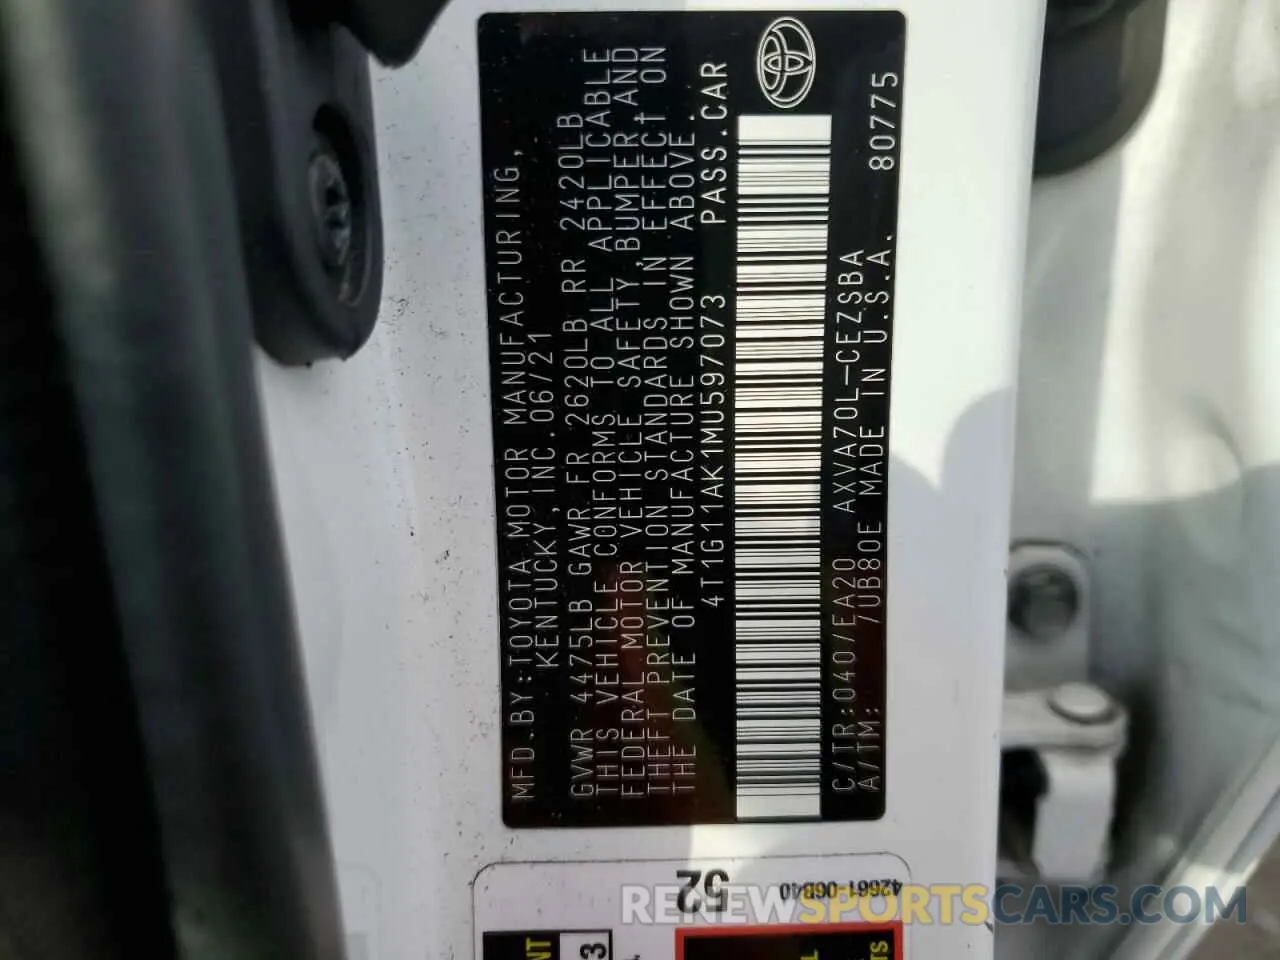 MFD.BY:TOYOTA MOTOR MANUFACTURING,
KENTUCKY,INC.06/21
GVWR 4475LB GAWR FR 2620LB RR 2420LB
THIS VEHICLE CONFORMS TO ALL APPLICABLE
FEDERAL MOTOR VEHICLE SAFETY,BUMPER,AND
THEFT PREVENTION STANDARDS IN EFFECT ON
THE DATE OF MANUFACTURE SHOWN ABOVE.
4T1G11AK1MU597073 PASS.CAR
C/TR:040/EA20 AXVA70L-CEZSBA
A/TM: 7UB80E MADE IN U.S.A. 80775
52
42661-06B40
3
RENEWSPORTSCARS.COM